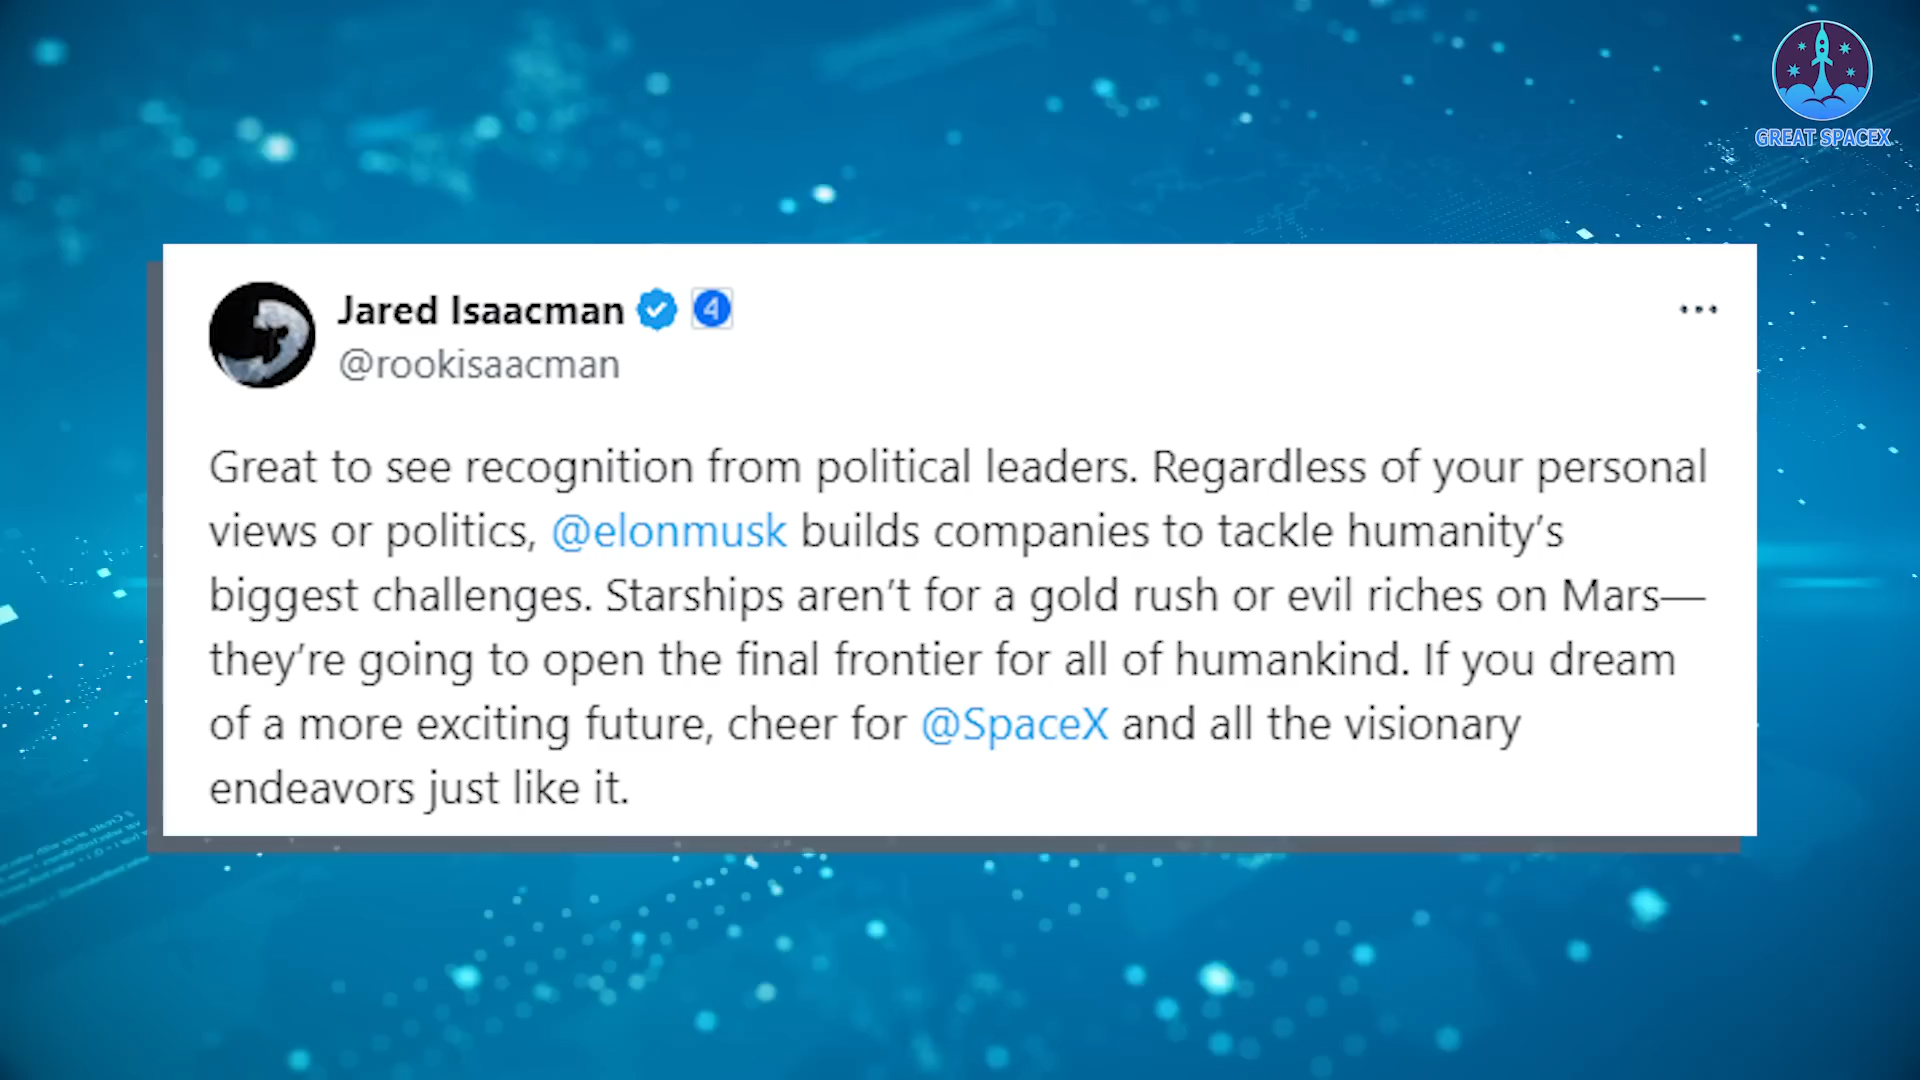 GREAT SPACEX
Jared Isaacman 4
@rookisaacman
Great to see recognition from political leaders. Regardless of your personal
views or politics, @elonmusk builds companies to tackle humanity's
biggest challenges. Starships aren't for a gold rush or evil riches on Mars—
they're going to open the final frontier for all of humankind. If you dream
of a more exciting future, cheer for @SpaceX and all the visionary
endeavors just like it.